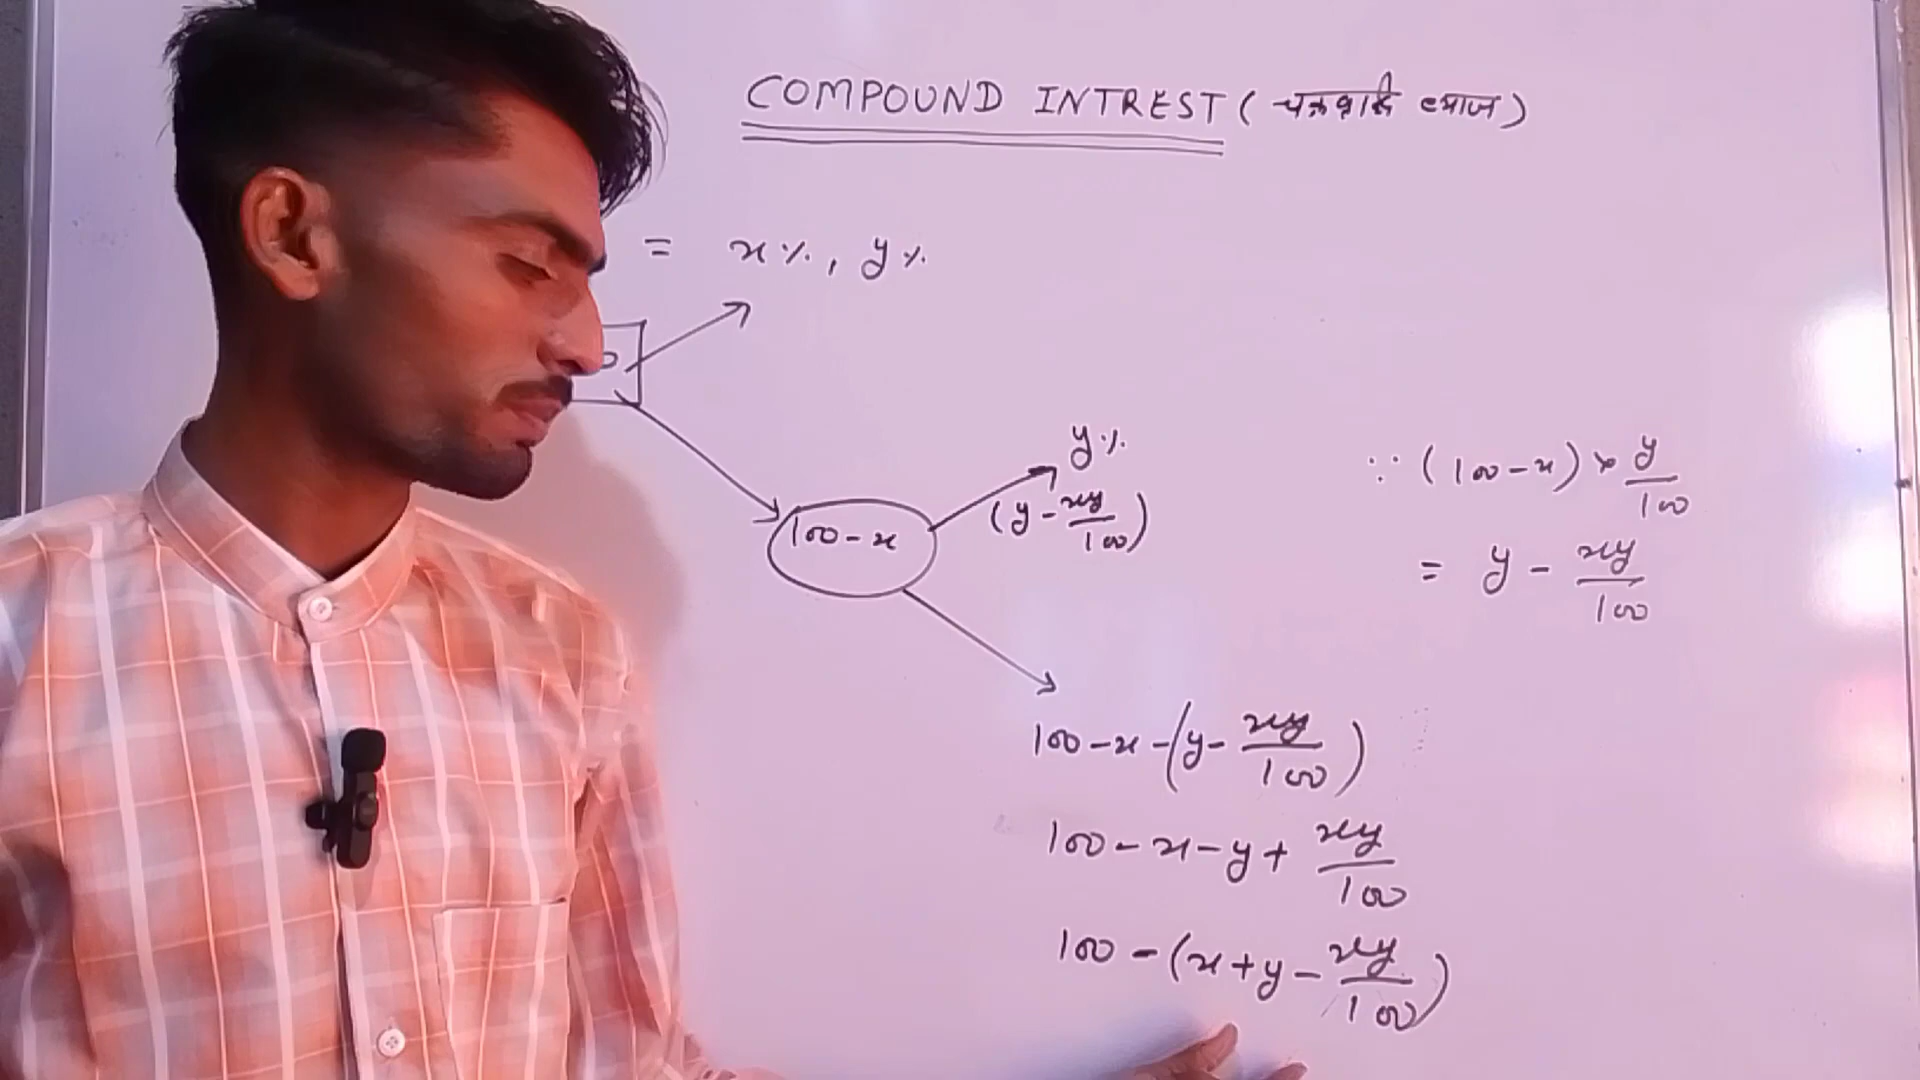 COMPOUND INTREST (चक्रवृद्धि ब्याज)
= x%, y%
y%
100-x
(y-xy/100)
∵ (100-x) × y/100
= y - xy/100
100-x-(y-xy/100)
100-x-y+xy/100
100-(x+y-xy/100)